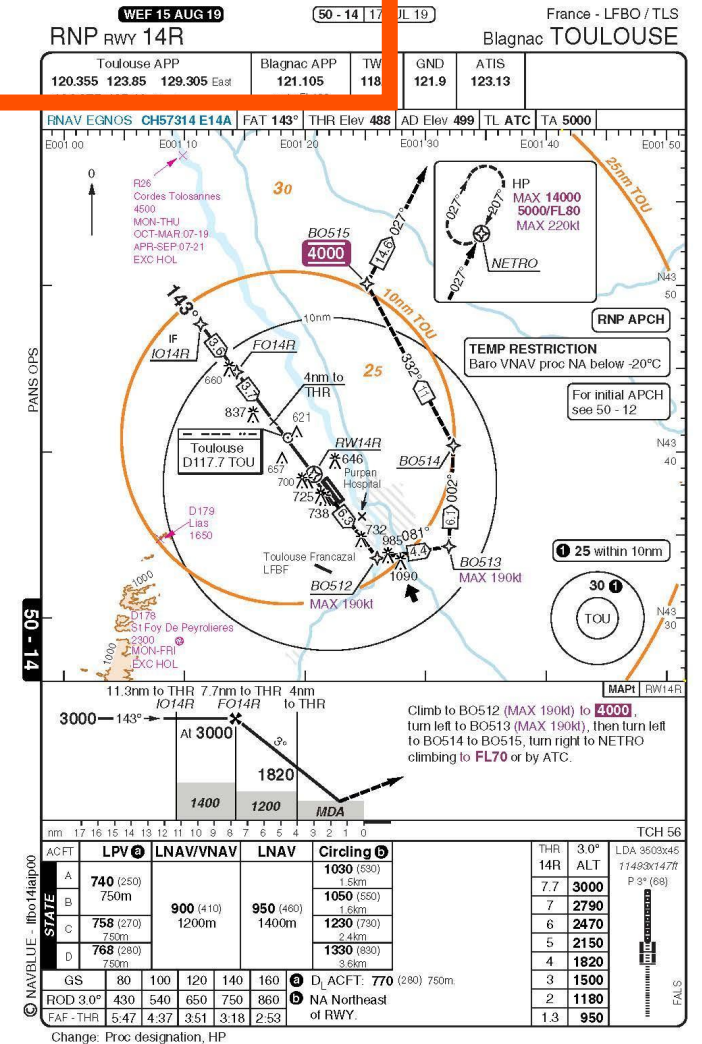 WEF 15 AUG 19
50 - 14
17
UL 19)
France - LFBO / TLS
RNP RWY 14R
Blagnac TOULOUSE
Toulouse APP
Blagnac APP
TW
GND
ATIS
120.355 123.85 129.305 East
121.105
118
121.9
123.13
RNAV EGNOS CH57314 E14A
FAT 143°
THR Elev 488
AD Elev 499
TL ATC
TA 5000
E001 00
E001 10
E001 20
E001 30
E001 40
E001 50
0
R26
Cordes Tolosannes
4500
MON-THU
OCT-MAR:07-19
APR-SEP:07-21
EXC HOL
30
25nm TOU
HP
MAX 14000
5000/FL80
MAX 220kt
027°
207°
027°
NETRO
BO515
4000
14.6
027°
N43
50
143°
10nm TOU
10nm
RNP APCH
IF
IO14R
3.6
FO14R
660
3.7
25
332°
11
TEMP RESTRICTION
Baro VNAV proc NA below -20°C
4nm to
THR
837
621
For initial APCH
see 50 - 12
PANS OPS
Toulouse
D117.7 TOU
RW14R
646
657
700
725
738
Purpan
Hospital
BO514
N43
40
002°
6.1
D179
Lias
1650
6.3
732
081°
985
4.4
1090
BO513
MAX 190kt
Toulouse Francazal
LFBF
BO512
MAX 190kt
1 25 within 10nm
30 1
TOU
N43
30
1000
1000
D178
St Foy De Peyrolieres
2300
MON-FRI
EXC HOL
50 - 14
MAPt
RW14R
11.3nm to THR 7.7nm to THR 4nm
IO14R FO14R to THR
3000 143°
At 3000
3°
1820
1400
1200
MDA
Climb to BO512 (MAX 190kt) to 4000,
turn left to BO513 (MAX 190kt), then turn left
to BO514 to BO515, turn right to NETRO
climbing to FL70 or by ATC.
nm 17 16 15 14 13 12 11 10 9 8 7 6 5 4 3 2 1 0
TCH 56
ACFT
LPV a
LNAV/VNAV
LNAV
Circling b
STATE
A
B
C
D
740 (250)
750m
758 (270)
750m
768 (280)
750m
900 (410)
1200m
950 (460)
1400m
1030 (530)
1.5km
1050 (550)
1.6km
1230 (730)
2.4km
1330 (830)
3.6km
THR 3.0°
14R ALT
7.7 3000
7 2790
6 2470
5 2150
4 1820
3 1500
2 1180
1.3 950
LDA 3503x45
11493x147ft
P 3° (68)
FALS
GS 80 100 120 140 160
ROD 3.0° 430 540 650 750 860
FAF - THR 5:47 4:37 3:51 3:18 2:53
a DLACFT: 770 (280) 750m.
b NA Northeast
of RWY.
© NAVBLUE - lfbo14iaip00
Change: Proc designation, HP